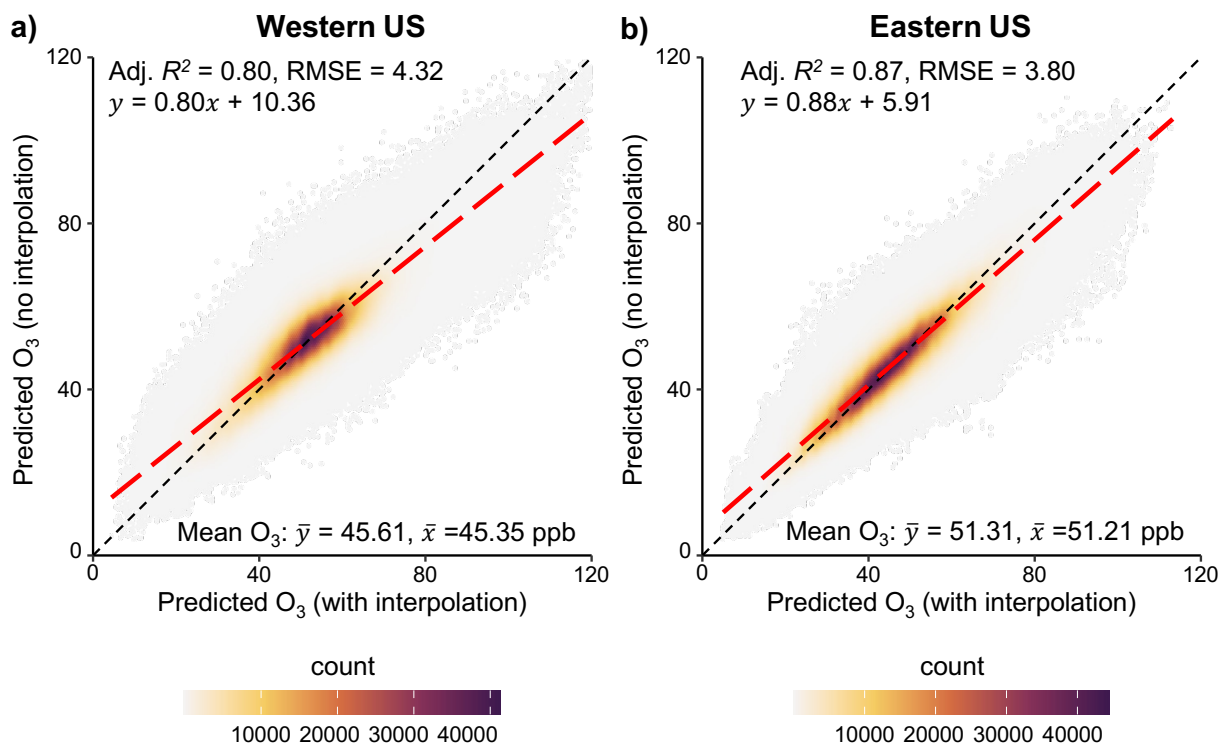 a) Western US
120
Adj. R² = 0.80, RMSE = 4.32
y = 0.80x + 10.36
80
40
0
Predicted O₃ (no interpolation)
Mean O₃: ȳ = 45.61, x̄ =45.35 ppb
0 40 80 120
Predicted O₃ (with interpolation)
count
10000 20000 30000 40000
b) Eastern US
120
Adj. R² = 0.87, RMSE = 3.80
y = 0.88x + 5.91
80
40
0
Predicted O₃ (no interpolation)
Mean O₃: ȳ = 51.31, x̄ =51.21 ppb
0 40 80 120
Predicted O₃ (with interpolation)
count
10000 20000 30000 40000